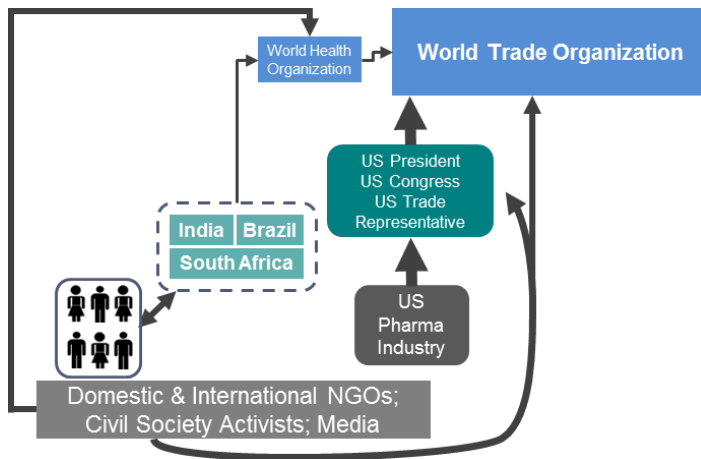 World Health
Organization
World Trade Organization
US President
US Congress
US Trade
Representative
India
Brazil
South Africa
US
Pharma
Industry
Domestic & International NGOs;
Civil Society Activists; Media